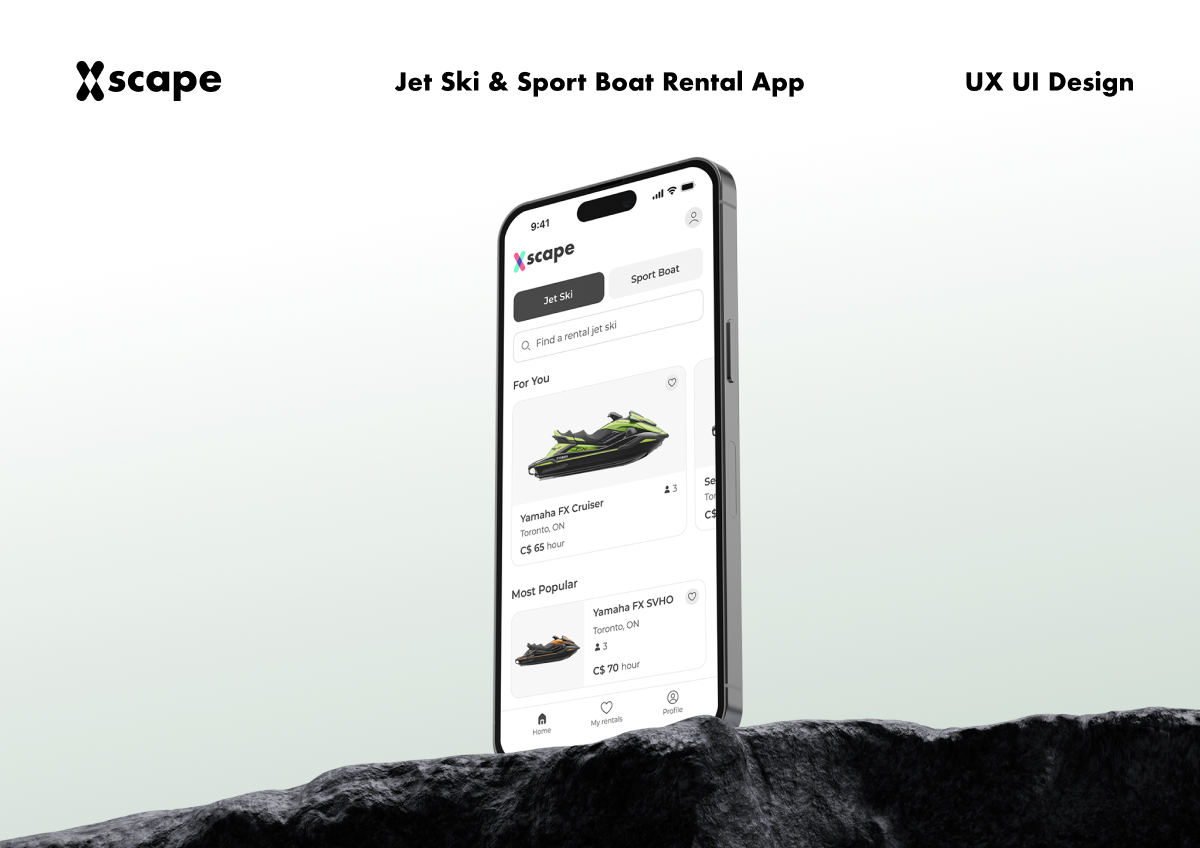 Xscape
Jet Ski & Sport Boat Rental App
UX UI Design
9:41
Xscape
Jet Ski
Sport Boat
Find a rental jet ski
For You
Yamaha FX Cruiser
3
Toronto, ON
C$ 65 hour
Se
Tor
C$
Most Popular
Yamaha FX SVHO
Toronto, ON
3
C$ 70 hour
Home
My rentals
Profile